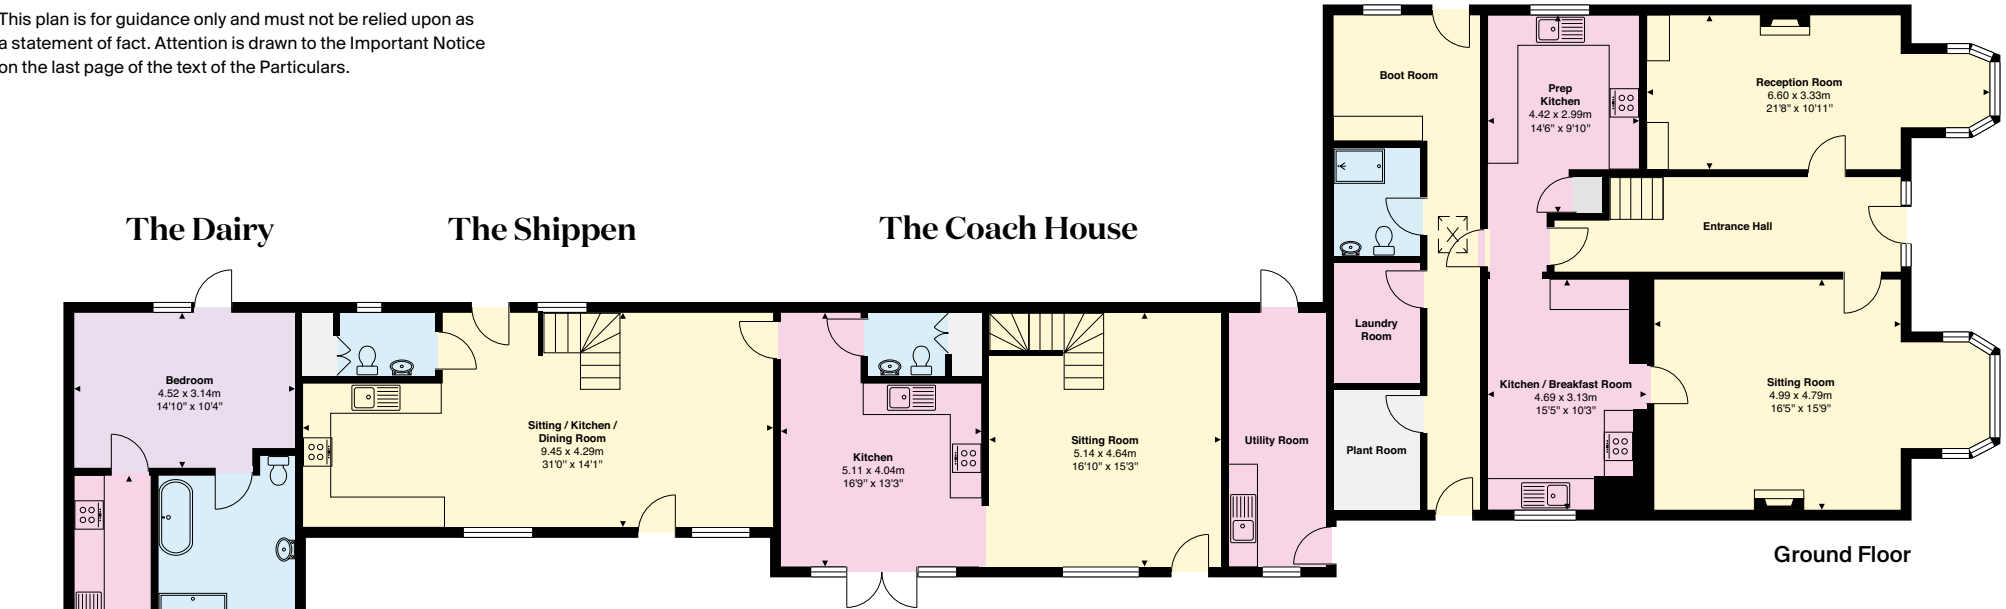 This plan is for guidance only and must not be relied upon as
a statement of fact. Attention is drawn to the Important Notice
on the last page of the text of the Particulars.
The Dairy
The Shippen
The Coach House
Boot Room
Prep
Kitchen
4.42 x 2.99m
14'6" x 9'10"
Reception Room
6.60 x 3.33m
21'8" x 10'11"
Entrance Hall
Laundry
Room
Bedroom
4.52 x 3.14m
14'10" x 10'4"
Sitting / Kitchen /
Dining Room
9.45 x 4.29m
31'0" x 14'1"
Kitchen
5.11 x 4.04m
16'9" x 13'3"
Sitting Room
5.14 x 4.64m
16'10" x 15'3"
Utility Room
Plant Room
Kitchen / Breakfast Room
4.69 x 3.13m
15'5" x 10'3"
Sitting Room
4.99 x 4.79m
16'5" x 15'9"
Ground Floor